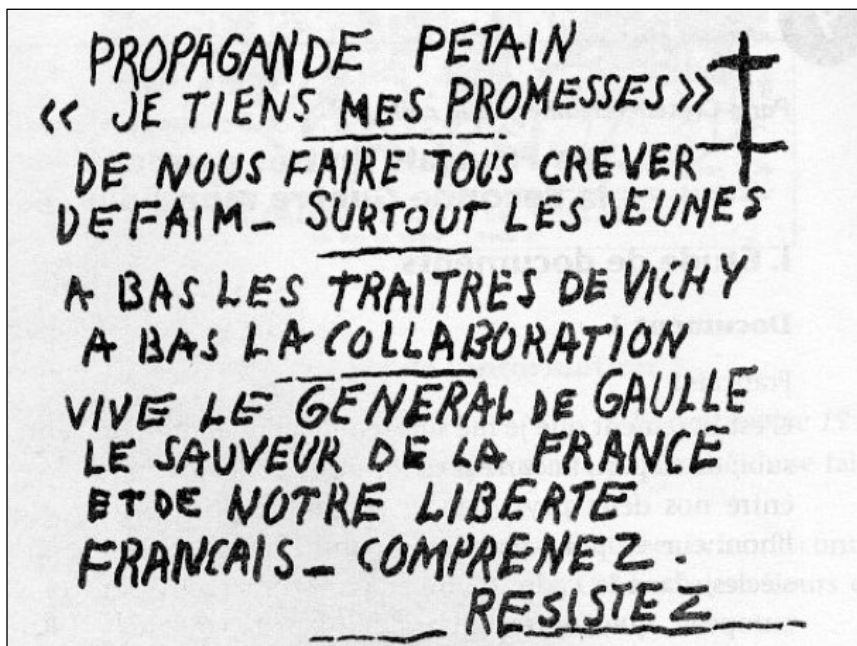 PROPAGANDE PETAIN
« JE TIENS MES PROMESSES »
DE NOUS FAIRE TOUS CREVER
DE FAIM_ SURTOUT LES JEUNES
A BAS LES TRAITRES DE VICHY
A BAS LA COLLABORATION
VIVE LE GENERAL DE GAULLE
LE SAUVEUR DE LA FRANCE
ET DE NOTRE LIBERTE
FRANCAIS_ COMPRENEZ.
RESISTEZ